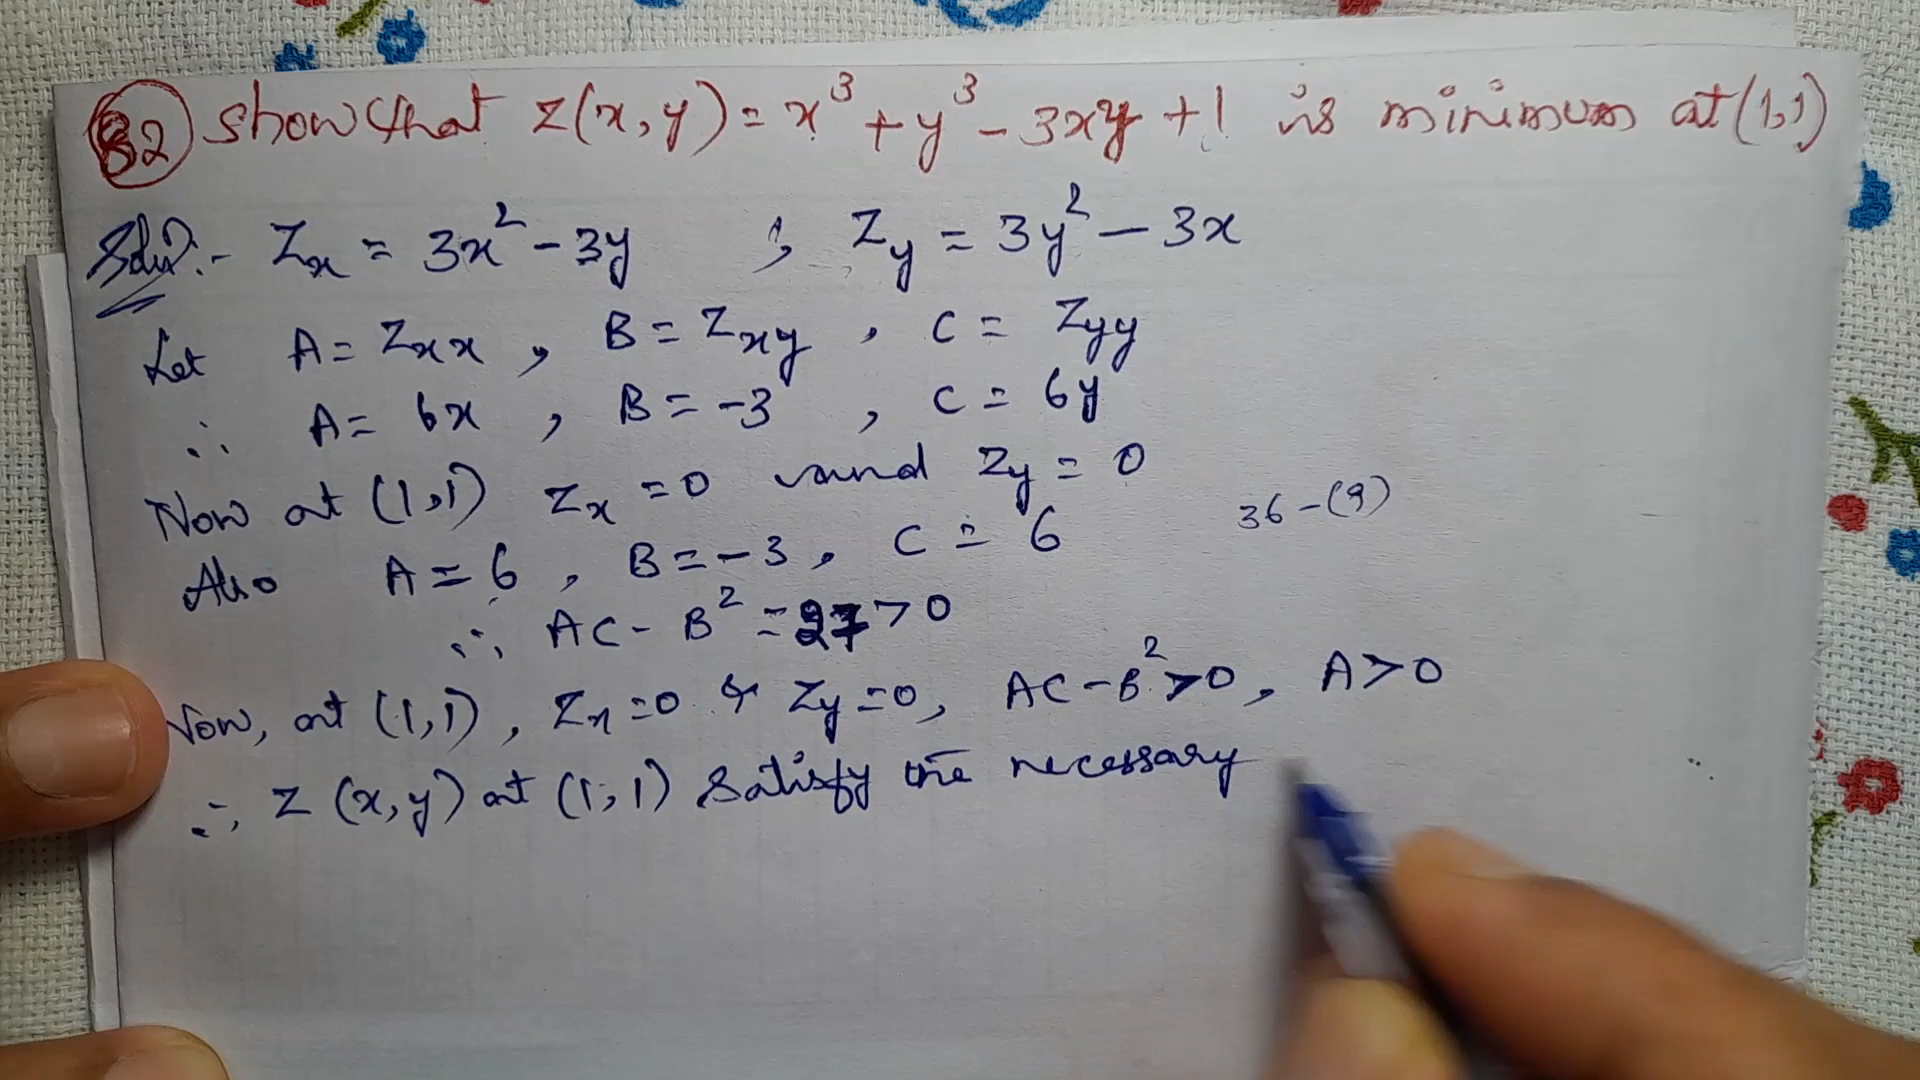 32 Show that z(x,y) = x³ + y³ - 3xy + 1 is minimum at (1,1)
Soln:- Zx = 3x² - 3y ; Zy = 3y² - 3x
Let A = Zxx , B = Zxy , C = Zyy
∴ A = 6x , B = -3 , C = 6y
Now at (1,1) Zx = 0 and Zy = 0
36-(9)
Also A = 6 , B = -3 , C = 6
∴ AC - B² = 27 > 0
Now, at (1,1) , Zx = 0 & Zy = 0, AC - B² > 0, A > 0
∴ Z (x,y) at (1,1) Satisfy the necessary